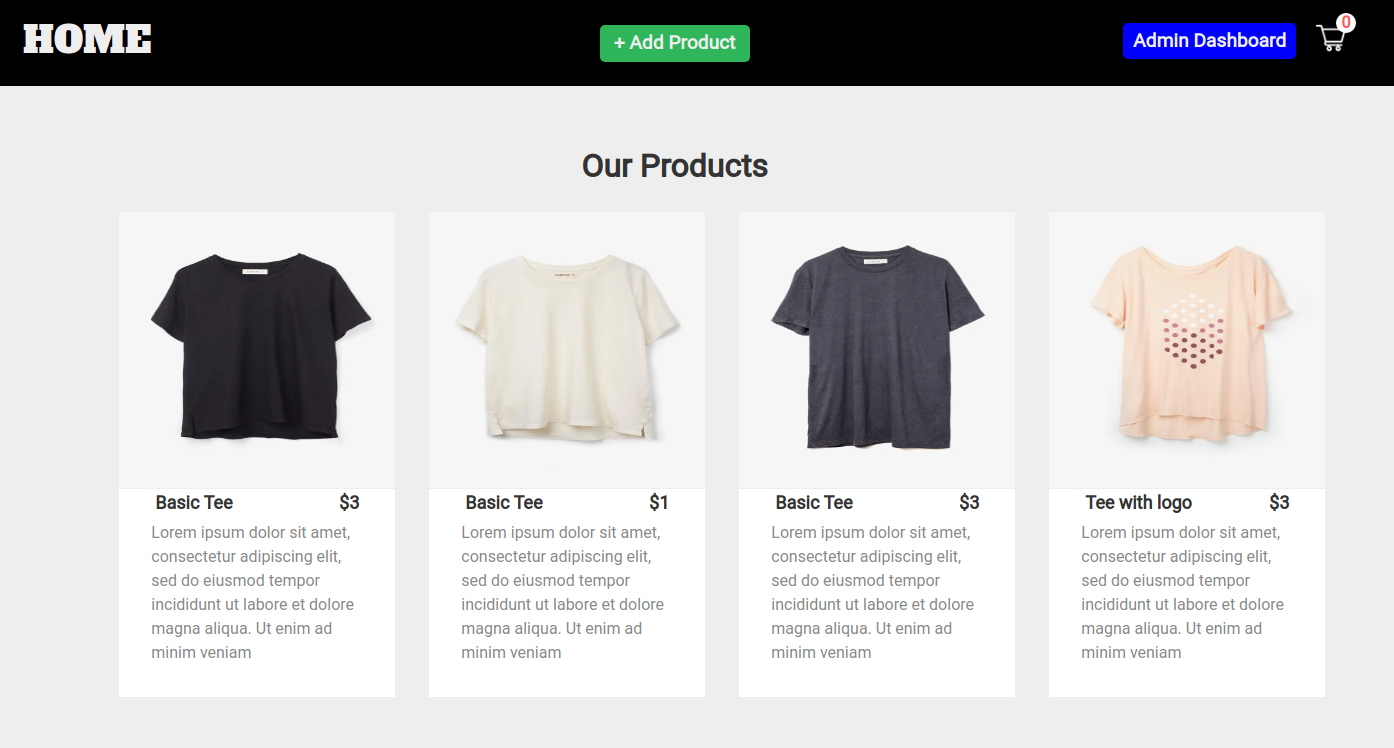 HOME
+ Add Product
Admin Dashboard
0
Our Products
Basic Tee $3
Lorem ipsum dolor sit amet,
consectetur adipiscing elit,
sed do eiusmod tempor
incididunt ut labore et dolore
magna aliqua. Ut enim ad
minim veniam
Basic Tee $1
Lorem ipsum dolor sit amet,
consectetur adipiscing elit,
sed do eiusmod tempor
incididunt ut labore et dolore
magna aliqua. Ut enim ad
minim veniam
Basic Tee $3
Lorem ipsum dolor sit amet,
consectetur adipiscing elit,
sed do eiusmod tempor
incididunt ut labore et dolore
magna aliqua. Ut enim ad
minim veniam
Tee with logo $3
Lorem ipsum dolor sit amet,
consectetur adipiscing elit,
sed do eiusmod tempor
incididunt ut labore et dolore
magna aliqua. Ut enim ad
minim veniam